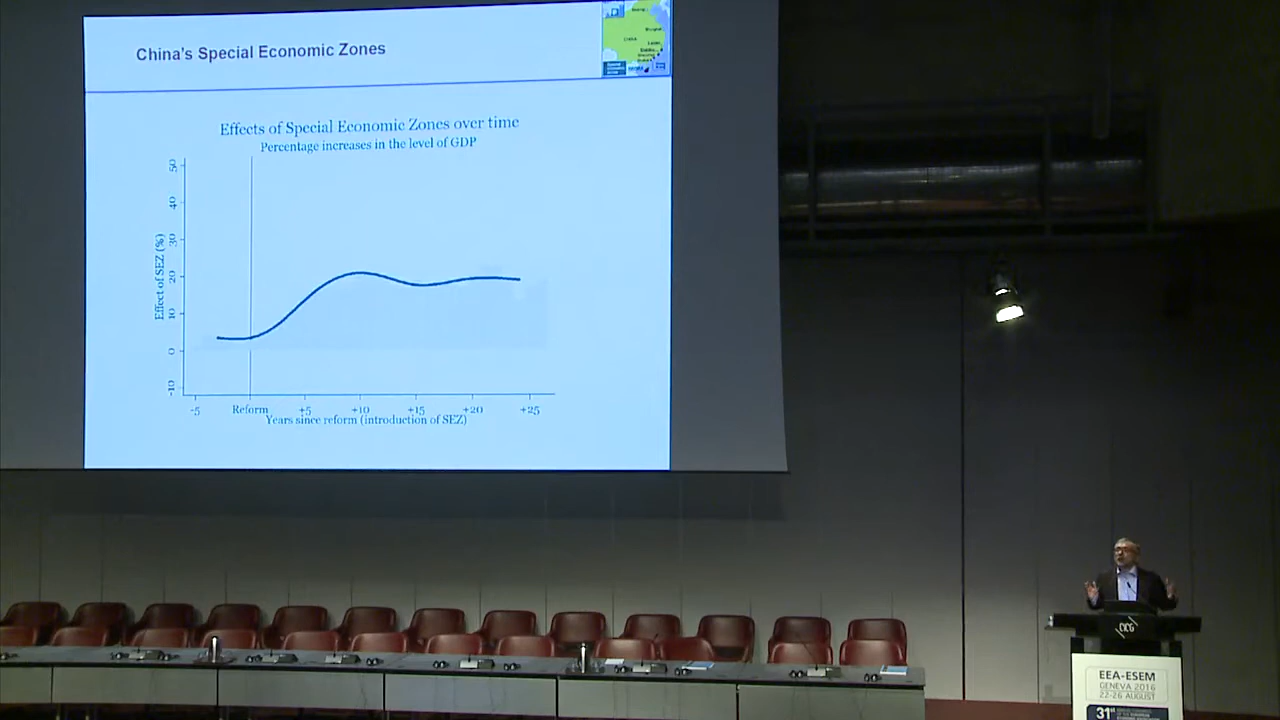 China's Special Economic Zones
Effects of Special Economic Zones over time
Percentage increases in the level of GDP
Effect of SEZ (%)
50
40
30
20
10
0
-10
-5
Reform
+5
+10
+15
+20
+25
Years since reform (introduction of SEZ)
CICG
EEA-ESEM
GENEVA 2016
22-26 AUGUST
31st